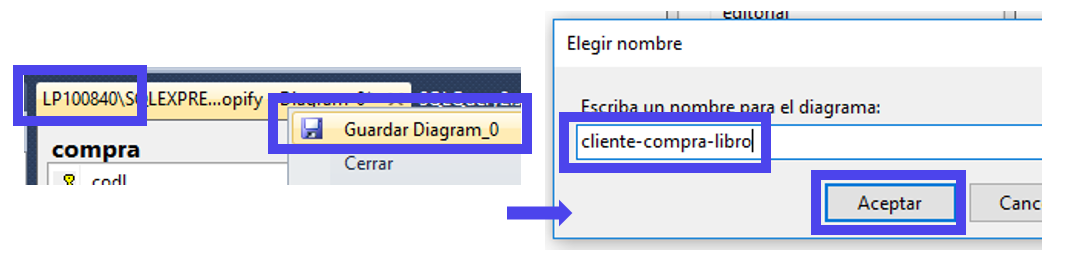 editorial
Elegir nombre
LP100840\SQLEXPRE...opify Diagram_0
Escriba un nombre para el diagrama:
Guardar Diagram_0
cliente-compra-libro
compra
Cerrar
codl
Aceptar
Canc